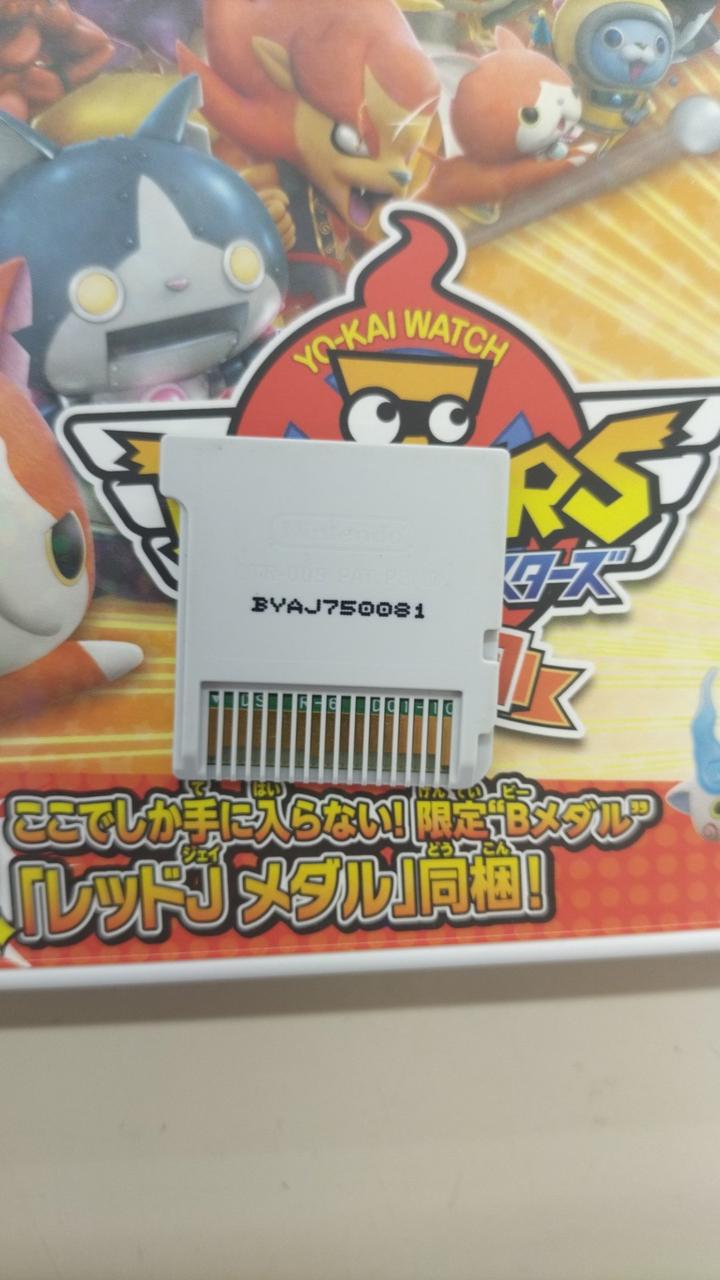 YO-KAI WATCH
RS
スターズ
Nintendo
BYAJ750081
ここでしか手に入らない!限定“Bメダル”
「レッドJ メダル」同梱!